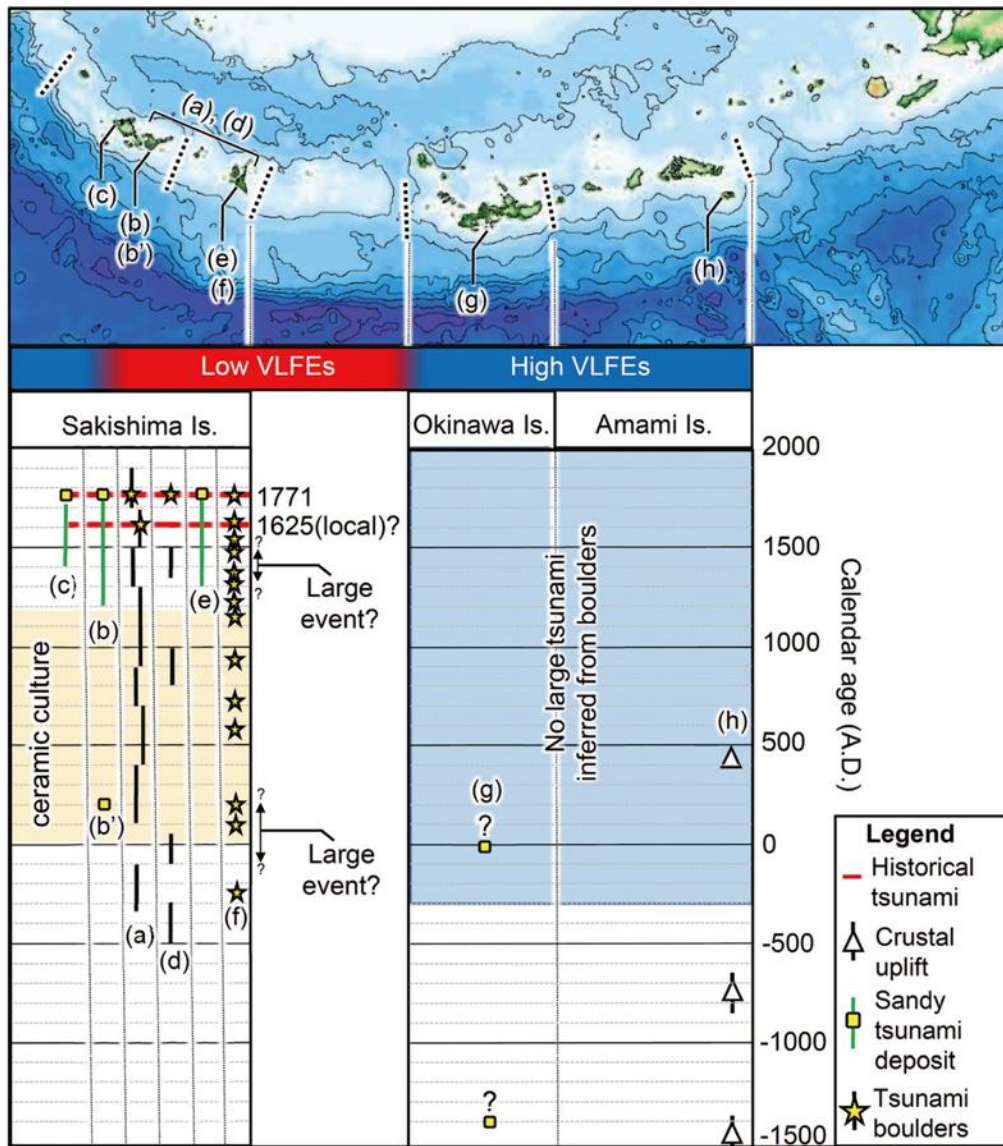 (a), (d)
(c)
(b)
(b')
(e)
(f)
(g)
(h)
Low VLFEs
High VLFEs
Sakishima Is.
Okinawa Is.
Amami Is.
2000
1771
1625(local)?
?
1500
Large
event?
?
(c)
(b)
(e)
1000
ceramic culture
No large tsunami
inferred from boulders
Calendar age (A.D.)
(h)
500
(g)
?
?
(b')
0
Large
event?
?
(f)
(a)
(d)
-500
-1000
?
-1500
Legend
Historical
tsunami
Crustal
uplift
Sandy
tsunami
deposit
Tsunami
boulders